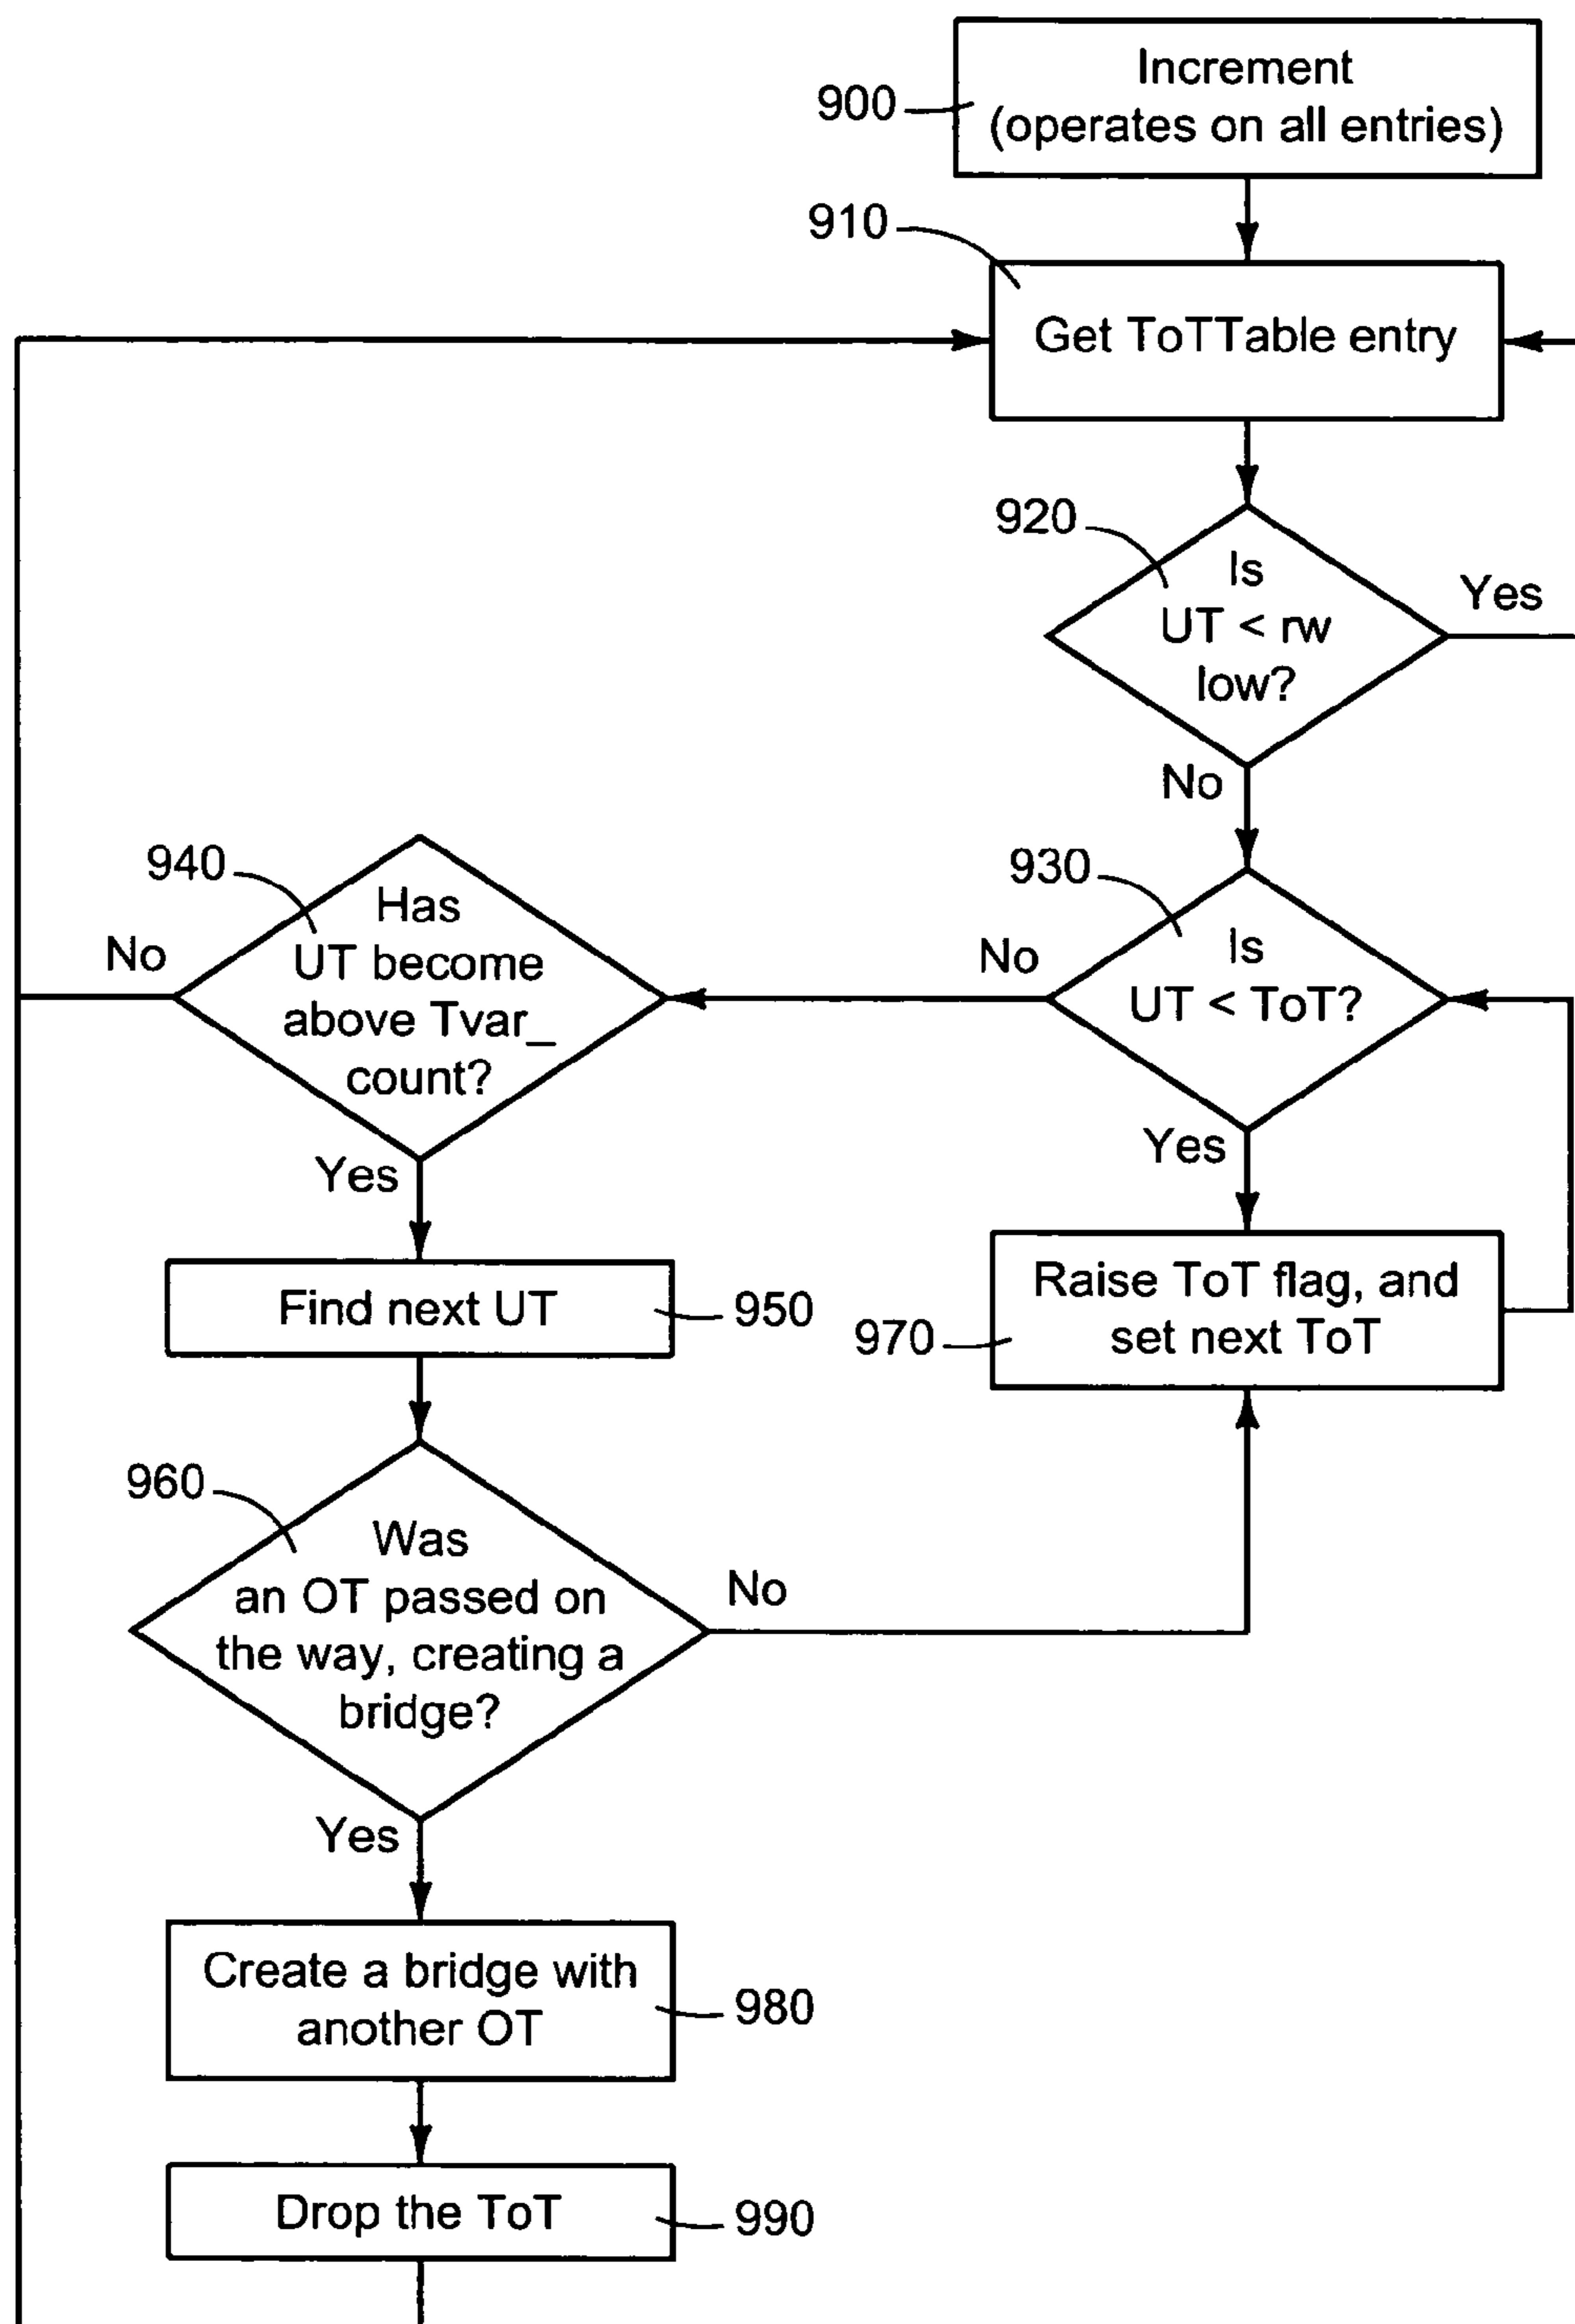 900
Increment
(operates on all entries)
910
Get ToTTable entry
920
Is
UT < rw
low?
Yes
No
930
Is
UT < ToT?
No
Yes
940
Has
UT become
above Tvar_
count?
No
Yes
Find next UT
950
970
Raise ToT flag, and
set next ToT
960
Was
an OT passed on
the way, creating a
bridge?
No
Yes
Create a bridge with
another OT
980
Drop the ToT
990